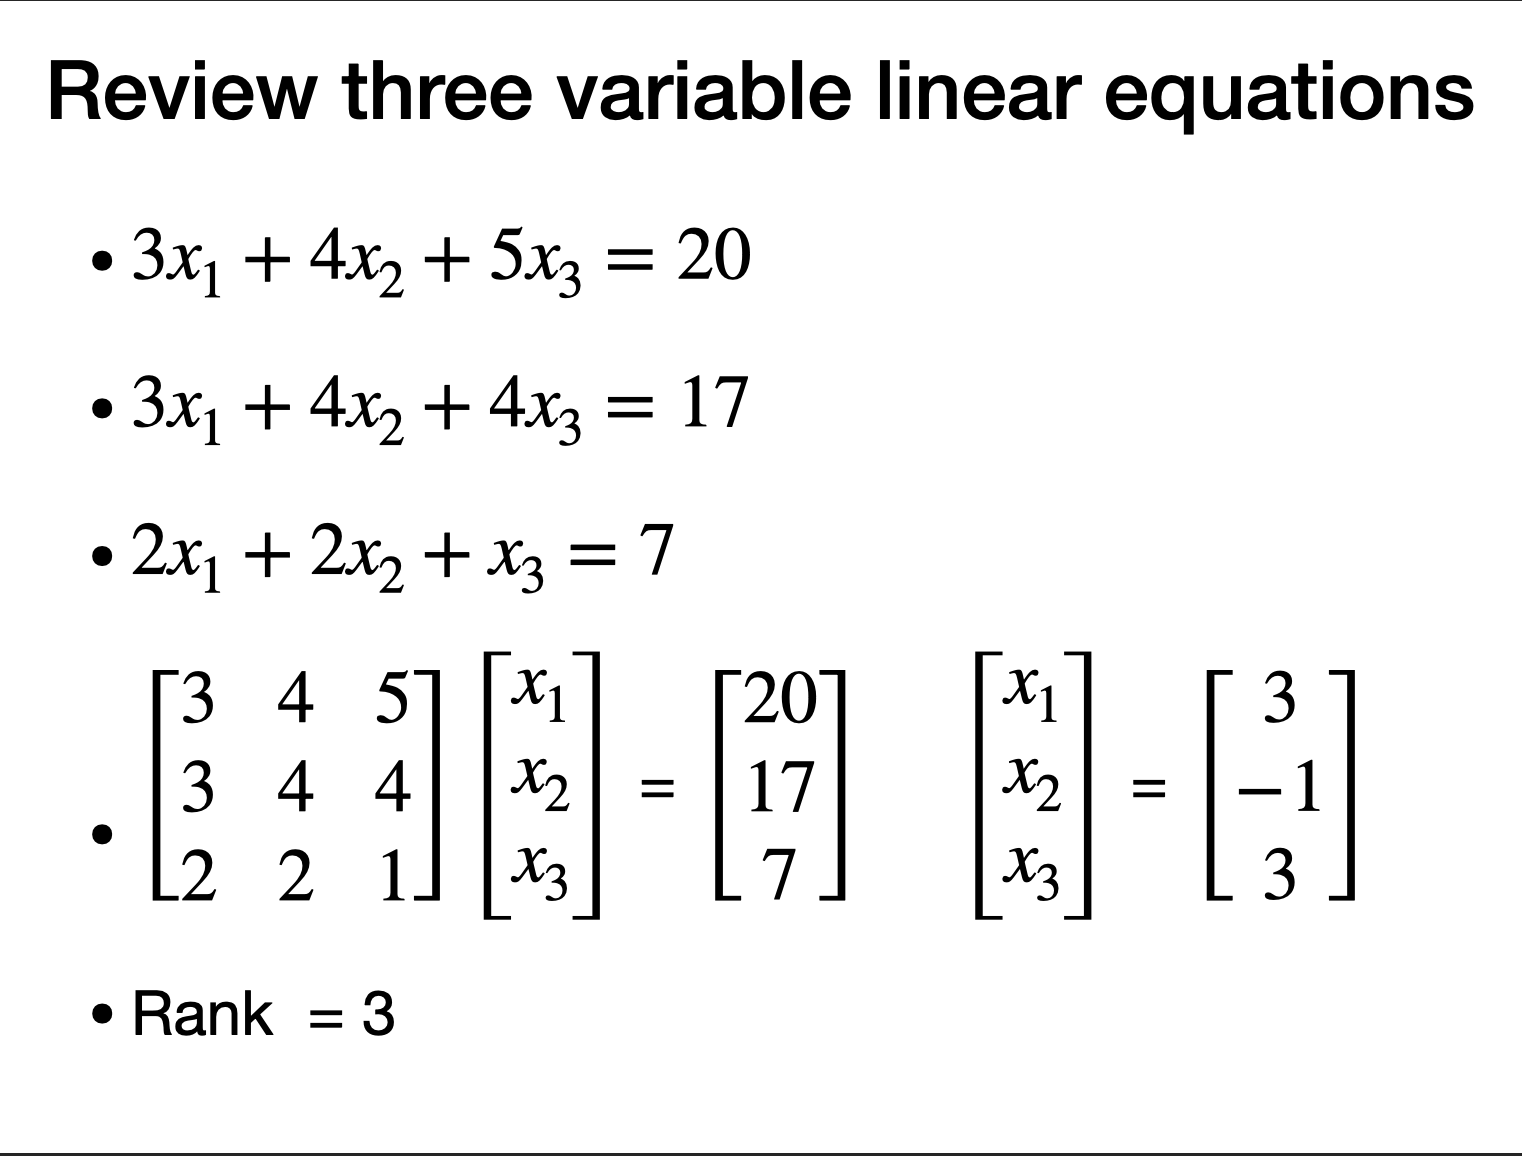 Review three variable linear equations
• 3x₁ + 4x₂ + 5x₃ = 20
• 3x₁ + 4x₂ + 4x₃ = 17
• 2x₁ + 2x₂ + x₃ = 7
• [3 4 5; 3 4 4; 2 2 1] [x₁; x₂; x₃] = [20; 17; 7] [x₁; x₂; x₃] = [3; −1; 3]
• Rank = 3